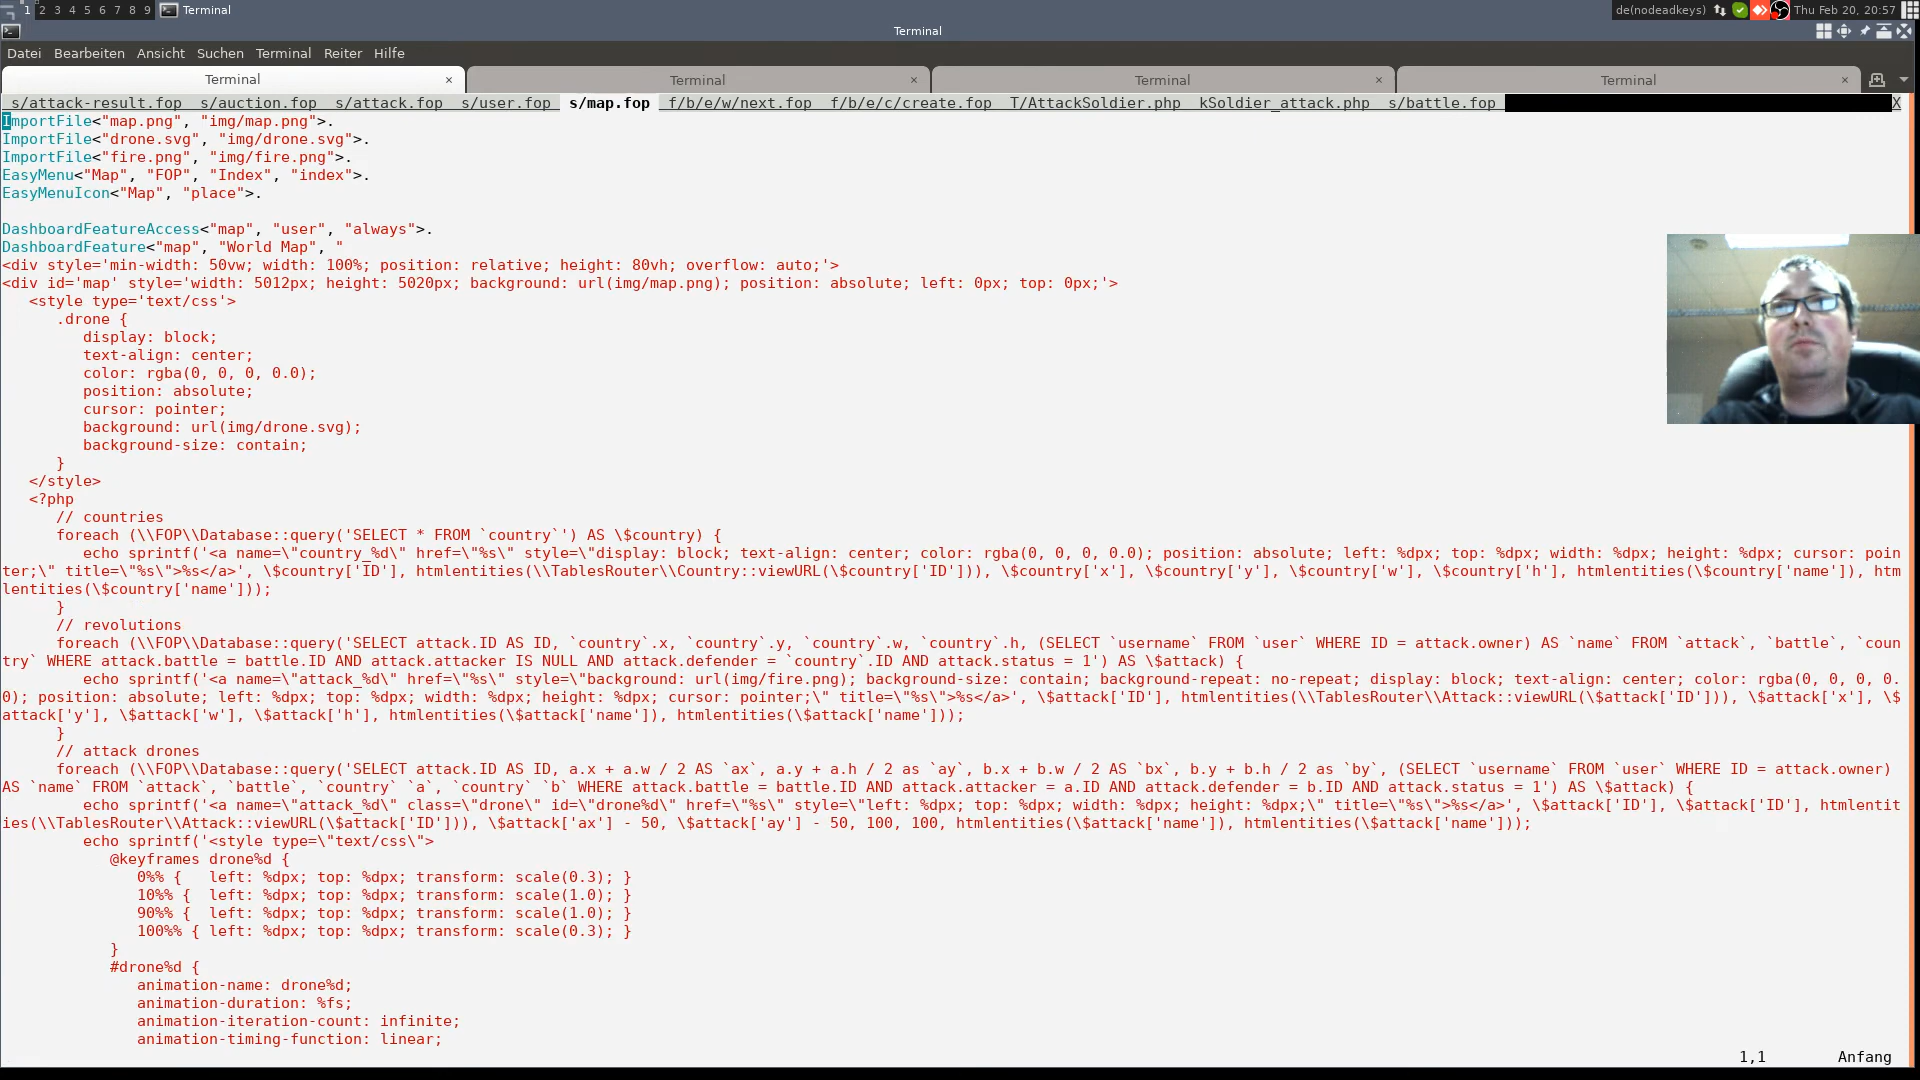 1 2 3 4 5 6 7 8 9 Terminal de(nodeadkeys) Thu Feb 20, 20:57
Terminal
Datei Bearbeiten Ansicht Suchen Terminal Reiter Hilfe
Terminal × Terminal × Terminal × Terminal ×
s/attack-result.fop s/auction.fop s/attack.fop s/user.fop s/map.fop f/b/e/w/next.fop f/b/e/c/create.fop T/AttackSoldier.php kSoldier_attack.php s/battle.fop X
ImportFile<"map.png", "img/map.png">.
ImportFile<"drone.svg", "img/drone.svg">.
ImportFile<"fire.png", "img/fire.png">.
EasyMenu<"Map", "FOP", "Index", "index">.
EasyMenuIcon<"Map", "place">.
DashboardFeatureAccess<"map", "user", "always">.
DashboardFeature<"map", "World Map", "
<div style='min-width: 50vw; width: 100%; position: relative; height: 80vh; overflow: auto;'>
<div id='map' style='width: 5012px; height: 5020px; background: url(img/map.png); position: absolute; left: 0px; top: 0px;'>
<style type='text/css'>
.drone {
display: block;
text-align: center;
color: rgba(0, 0, 0, 0.0);
position: absolute;
cursor: pointer;
background: url(img/drone.svg);
background-size: contain;
}
</style>
<?php
// countries
foreach (\\FOP\\Database::query('SELECT * FROM `country`') AS \$country) {
echo sprintf('<a name=\"country_%d\" href=\"%s\" style=\"display: block; text-align: center; color: rgba(0, 0, 0, 0.0); position: absolute; left: %dpx; top: %dpx; width: %dpx; height: %dpx; cursor: poin
ter;\" title=\"%s\">%s</a>', \$country['ID'], htmlentities(\\TablesRouter\\Country::viewURL(\$country['ID'])), \$country['x'], \$country['y'], \$country['w'], \$country['h'], htmlentities(\$country['name']), htm
lentities(\$country['name']));
}
// revolutions
foreach (\\FOP\\Database::query('SELECT attack.ID AS ID, `country`.x, `country`.y, `country`.w, `country`.h, (SELECT `username` FROM `user` WHERE ID = attack.owner) AS `name` FROM `attack`, `battle`, `coun
try` WHERE attack.battle = battle.ID AND attack.attacker IS NULL AND attack.defender = `country`.ID AND attack.status = 1') AS \$attack) {
echo sprintf('<a name=\"attack_%d\" href=\"%s\" style=\"background: url(img/fire.png); background-size: contain; background-repeat: no-repeat; display: block; text-align: center; color: rgba(0, 0, 0, 0.
0); position: absolute; left: %dpx; top: %dpx; width: %dpx; height: %dpx; cursor: pointer;\" title=\"%s\">%s</a>', \$attack['ID'], htmlentities(\\TablesRouter\\Attack::viewURL(\$attack['ID'])), \$attack['x'], \$
attack['y'], \$attack['w'], \$attack['h'], htmlentities(\$attack['name']), htmlentities(\$attack['name']));
}
// attack drones
foreach (\\FOP\\Database::query('SELECT attack.ID AS ID, a.x + a.w / 2 AS `ax`, a.y + a.h / 2 as `ay`, b.x + b.w / 2 AS `bx`, b.y + b.h / 2 as `by`, (SELECT `username` FROM `user` WHERE ID = attack.owner)
AS `name` FROM `attack`, `battle`, `country` `a`, `country` `b` WHERE attack.battle = battle.ID AND attack.attacker = a.ID AND attack.defender = b.ID AND attack.status = 1') AS \$attack) {
echo sprintf('<a name=\"attack_%d\" class=\"drone\" id=\"drone%d\" href=\"%s\" style=\"left: %dpx; top: %dpx; width: %dpx; height: %dpx;\" title=\"%s\">%s</a>', \$attack['ID'], \$attack['ID'], htmlentit
ies(\\TablesRouter\\Attack::viewURL(\$attack['ID'])), \$attack['ax'] - 50, \$attack['ay'] - 50, 100, 100, htmlentities(\$attack['name']), htmlentities(\$attack['name']));
echo sprintf('<style type=\"text/css\">
@keyframes drone%d {
0%% { left: %dpx; top: %dpx; transform: scale(0.3); }
10%% { left: %dpx; top: %dpx; transform: scale(1.0); }
90%% { left: %dpx; top: %dpx; transform: scale(1.0); }
100%% { left: %dpx; top: %dpx; transform: scale(0.3); }
}
#drone%d {
animation-name: drone%d;
animation-duration: %fs;
animation-iteration-count: infinite;
animation-timing-function: linear;
1,1 Anfang